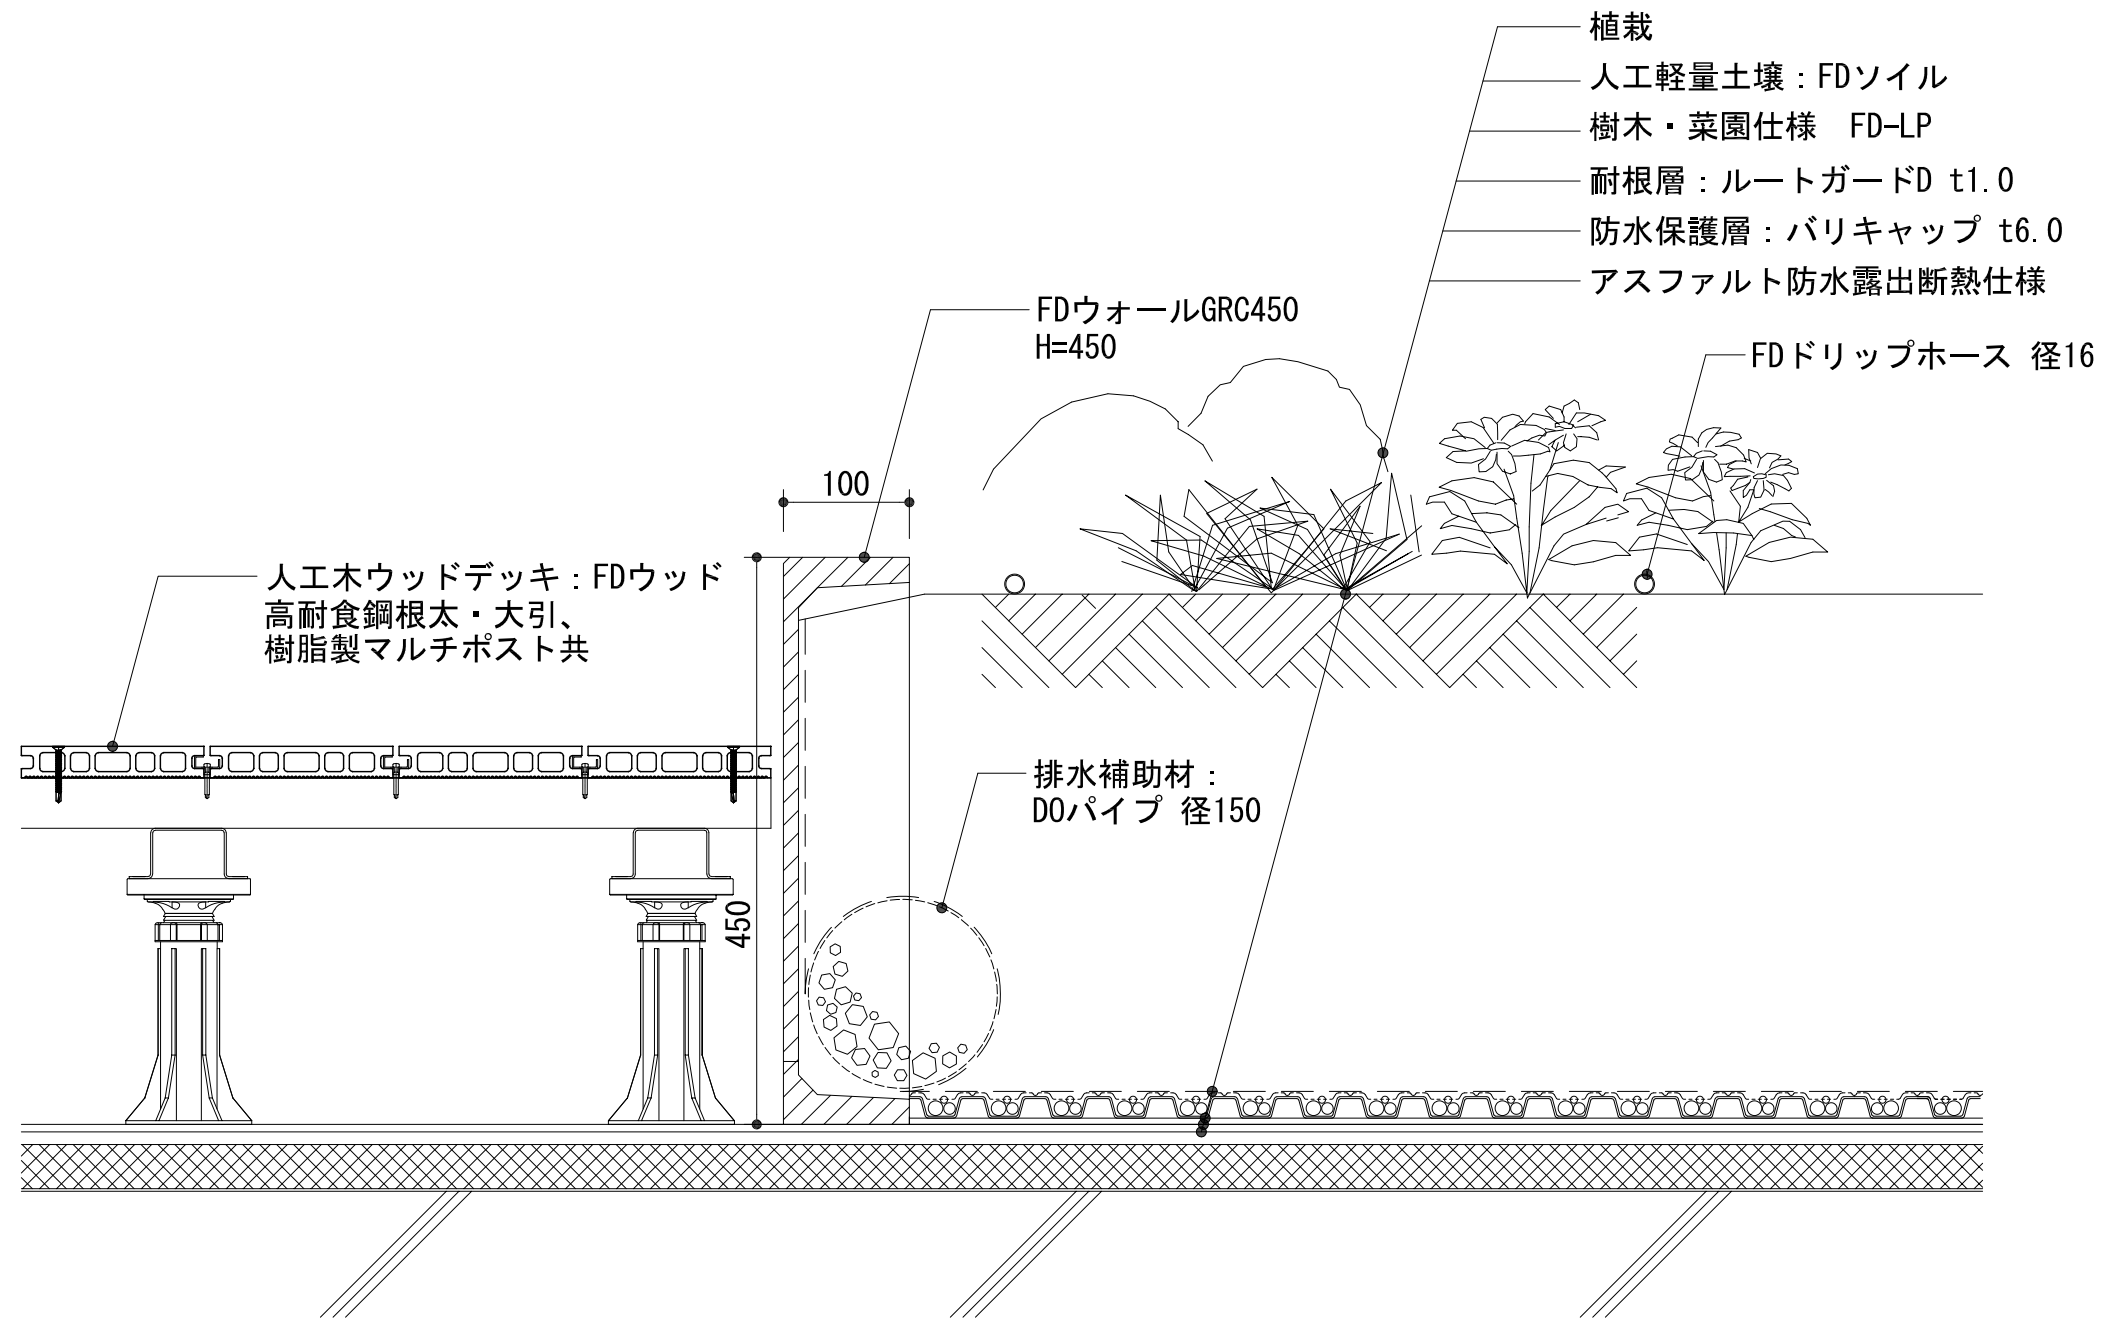 植栽
人工軽量土壌：FDソイル
樹木・菜園仕様　FD-LP
耐根層：ルートガードD t1.0
防水保護層：バリキャップ t6.0
アスファルト防水露出断熱仕様
FDウォールGRC450
H=450
FDドリップホース 径16
100
人工木ウッドデッキ：FDウッド
高耐食鋼根太・大引、
樹脂製マルチポスト共
排水補助材：
DOパイプ 径150
450